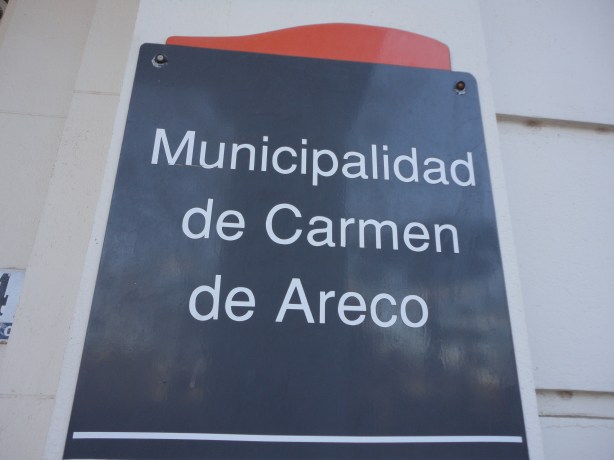 Municipalidad
de Carmen
de Areco